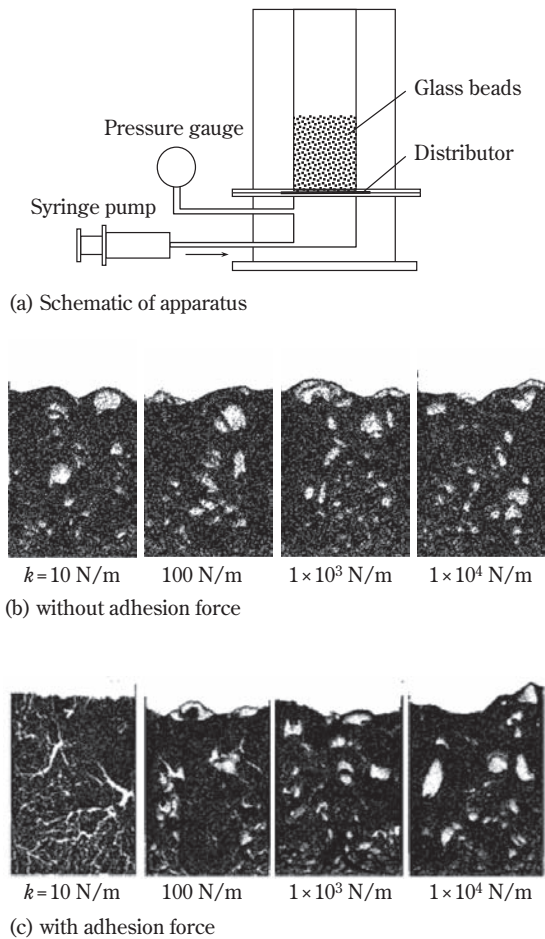 Glass beads
Pressure gauge
Distributor
Syringe pump
(a) Schematic of apparatus
k=10 N/m 100 N/m 1×10³ N/m 1×10⁴ N/m
(b) without adhesion force
k=10 N/m 100 N/m 1×10³ N/m 1×10⁴ N/m
(c) with adhesion force